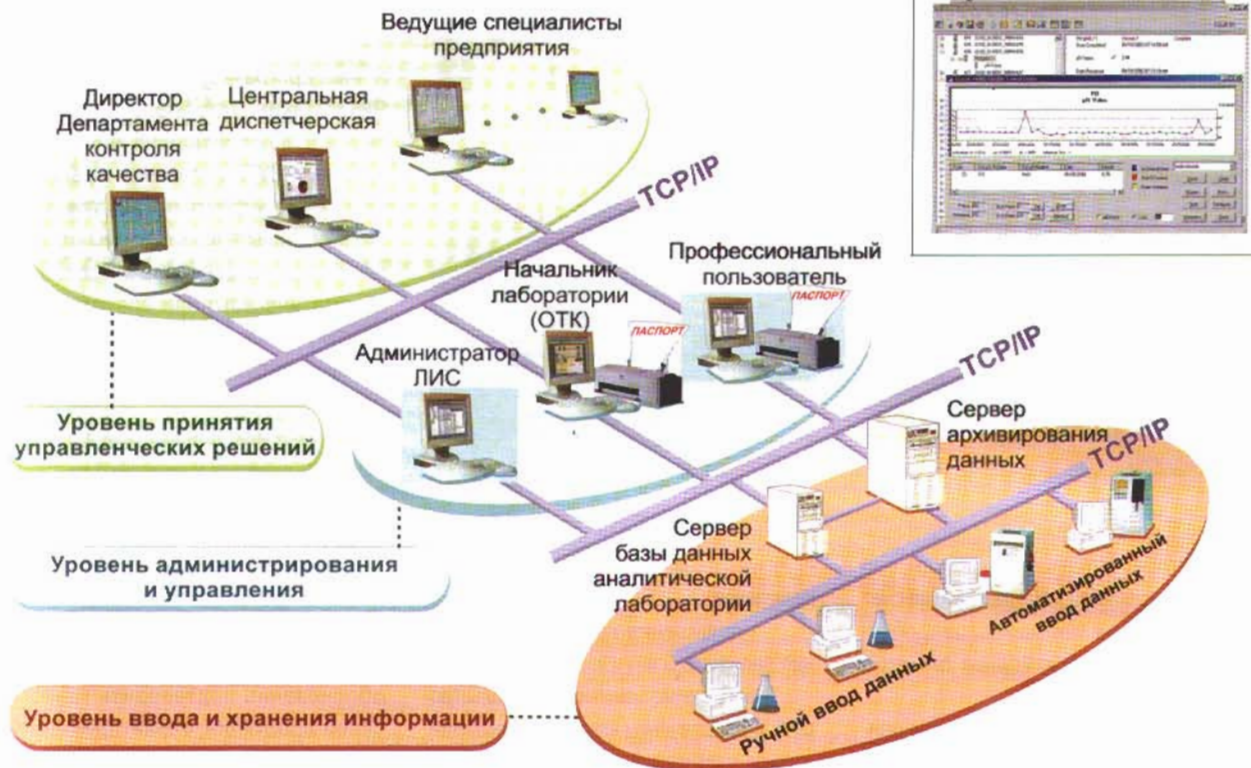 Ведущие специалисты
предприятия
Директор
Департамента
контроля
качества
Центральная
диспетчерская
TCP/IP
Профессиональный
пользователь
ПАСПОРТ
Начальник
лаборатории
(ОТК)
ПАСПОРТ
Администратор
ЛИС
TCP/IP
Уровень принятия
управленческих решений
Сервер
архивирования
данных
TCP/IP
Сервер
базы данных
аналитической
лаборатории
Уровень администрирования
и управления
Автоматизированный
ввод данных
Ручной ввод данных
Уровень ввода и хранения информации